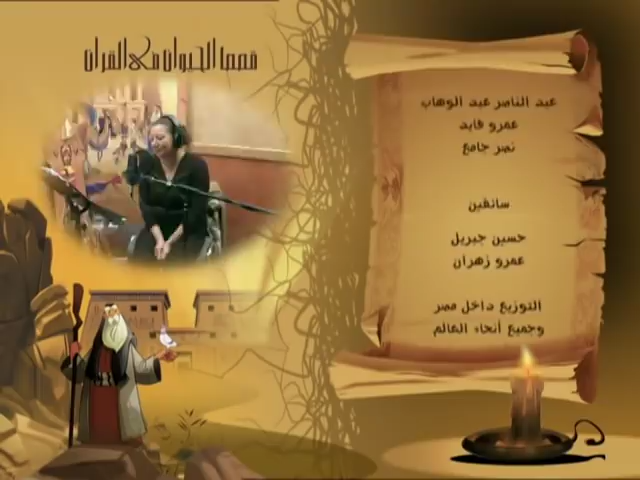 قصص الحيوان في القرآن
عبد الناصر عبد الوهاب
عمرو فايد
نصر جامع
سائقين
حسين جبريل
عمرو زهران
التوزيع داخل مصر
وجميع أنحاء العالم